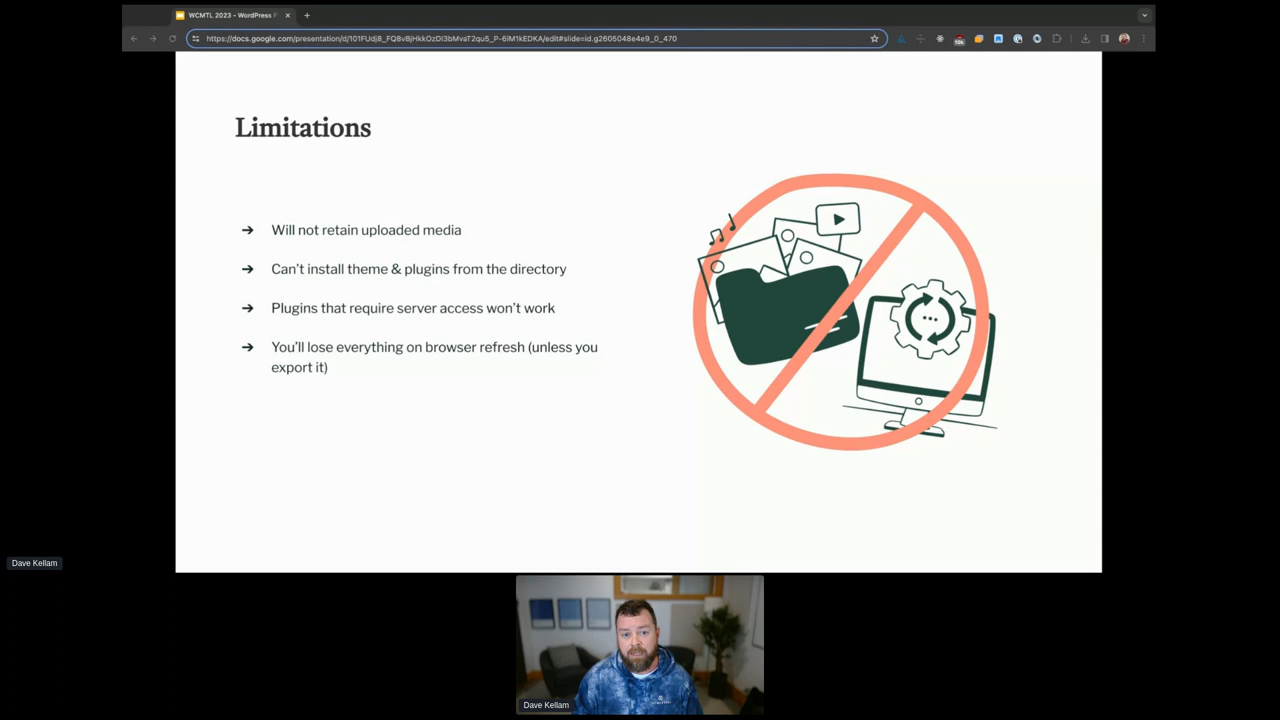 WCMTL 2023 - WordPress P
https://docs.google.com/presentation/d/101FUdj8_FQ8vBjHkkOzDI3bMvaT2qu5_P-6lM1kEDKA/edit#slide=id.g2605048e4e9_0_470
Limitations
➔ Will not retain uploaded media
➔ Can't install theme & plugins from the directory
➔ Plugins that require server access won't work
➔ You'll lose everything on browser refresh (unless you
export it)
Dave Kellam
Dave Kellam